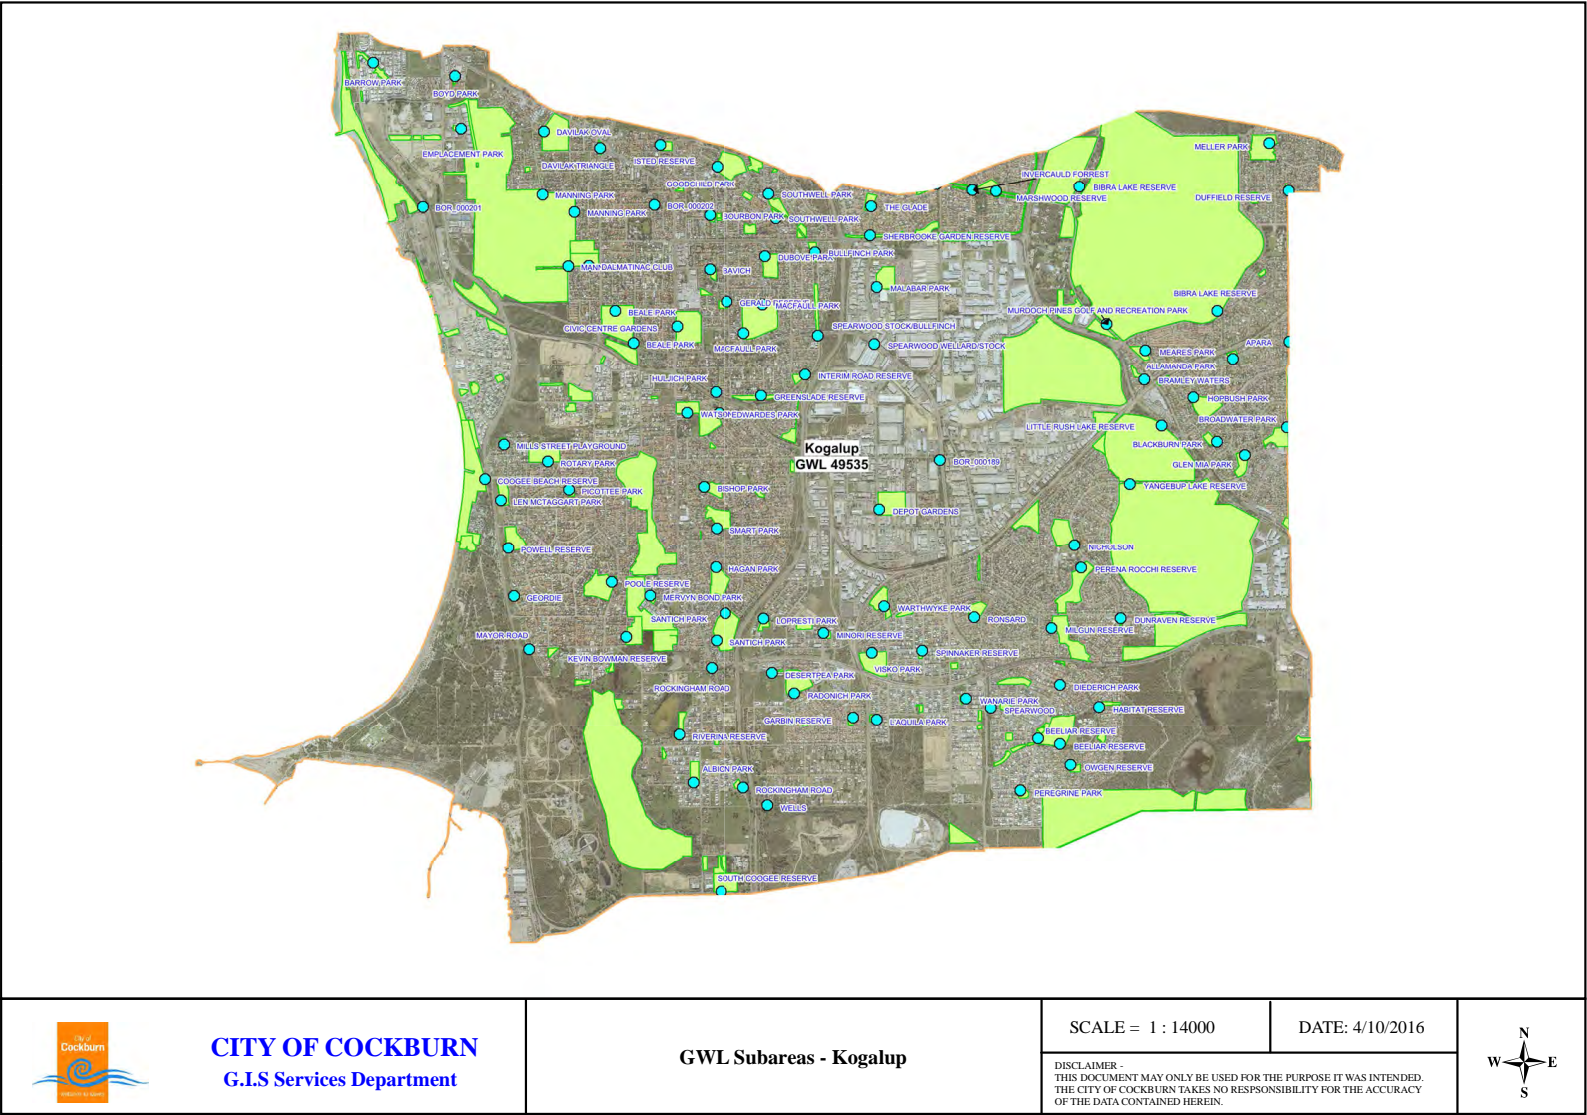 BARROW PARK
BOYD PARK
DAVILAK OVAL
EMPLACEMENT PARK
DAVILAK TRIANGLE
ISTED RESERVE
MELLER PARK
GOODCHILD PARK
INVERCAULD FORREST
BIBRA LAKE RESERVE
MANNING PARK
SOUTHWELL PARK
MARSHWOOD RESERVE
DUFFIELD RESERVE
BOR_000201
MANNING PARK
BOR_000202
BOURBON PARK
SOUTHWELL PARK
THE GLADE
SHERBROOKE GARDEN RESERVE
BULLFINCH PARK
DUBOVE PARK
DALMATINAC CLUB
MALABAR PARK
BIBRA LAKE RESERVE
GERALD RESERVE
MACFAULL PARK
MURDOCH PINES GOLF AND RECREATION PARK
BEALE PARK
CIVIC CENTRE GARDENS
SPEARWOOD STOCK/BULLFINCH
BEALE PARK
MACFAULL PARK
SPEARWOOD WELLARD/STOCK
APARA
MEARES PARK
ALLAMANDA PARK
HULJICH PARK
INTERIM ROAD RESERVE
BRAMLEY WATERS
GREENSLADE RESERVE
HOPBUSH PARK
EDWARDES PARK
BROADWATER PARK
LITTLE RUSH LAKE RESERVE
MILLS STREET PLAYGROUND
Kogalup
GWL 49535
BLACKBURN PARK
ROTARY PARK
BOR_000189
GLEN MIA PARK
COOGEE BEACH RESERVE
PICOTTEE PARK
BISHOP PARK
YANGEBUP LAKE RESERVE
LEN MCTAGGART PARK
DEPOT GARDENS
SMART PARK
POWELL RESERVE
NICHOLSON
HAGAN PARK
PERENA ROCCHI RESERVE
POOLE RESERVE
GEORDIE
MERVYN BOND PARK
WARTHWYKE PARK
SANTICH PARK
LOPRESTI PARK
RONSARD
DUNRAVEN RESERVE
MAYOR ROAD
MINORI RESERVE
MILGUN RESERVE
SANTICH PARK
KEVIN BOWMAN RESERVE
SPINNAKER RESERVE
VISKO PARK
DESERTPEA PARK
ROCKINGHAM ROAD
RADONICH PARK
DIEDERICH PARK
WANARIE PARK
SPEARWOOD
HABITAT RESERVE
GARBIN RESERVE
L'AQUILA PARK
RIVERINA RESERVE
BEELIAR RESERVE
BEELIAR RESERVE
ALBION PARK
OWGEN RESERVE
ROCKINGHAM ROAD
PEREGRINE PARK
WELLS
SOUTH COOGEE RESERVE
City of
Cockburn
CITY OF COCKBURN
G.I.S Services Department
GWL Subareas - Kogalup
SCALE = 1 : 14000
DATE: 4/10/2016
DISCLAIMER -
THIS DOCUMENT MAY ONLY BE USED FOR THE PURPOSE IT WAS INTENDED.
THE CITY OF COCKBURN TAKES NO RESPSONSIBILITY FOR THE ACCURACY
OF THE DATA CONTAINED HEREIN.
N
W E
S